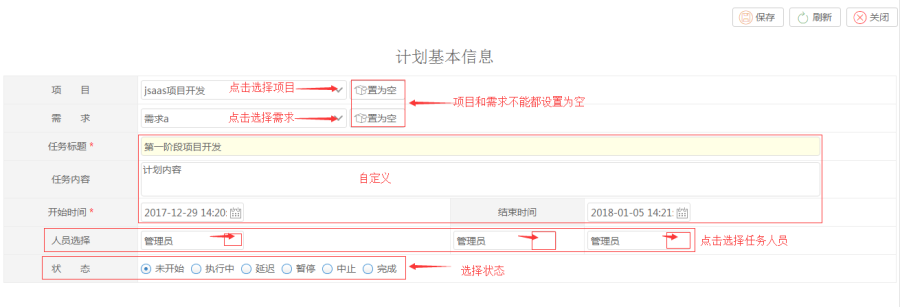 保存 刷新 关闭
计划基本信息
项 目 jsaas项目开发 点击选择项目 置为空
项目和需求不能都设置为空
需 求 需求a 点击选择需求 置为空
任务标题 * 第一阶段项目开发
任务内容 计划内容 自定义
开始时间 * 2017-12-29 14:20: 结束时间 2018-01-05 14:21:
人员选择 管理员 管理员 管理员 点击选择任务人员
状 态 未开始 执行中 延迟 暂停 中止 完成 选择状态